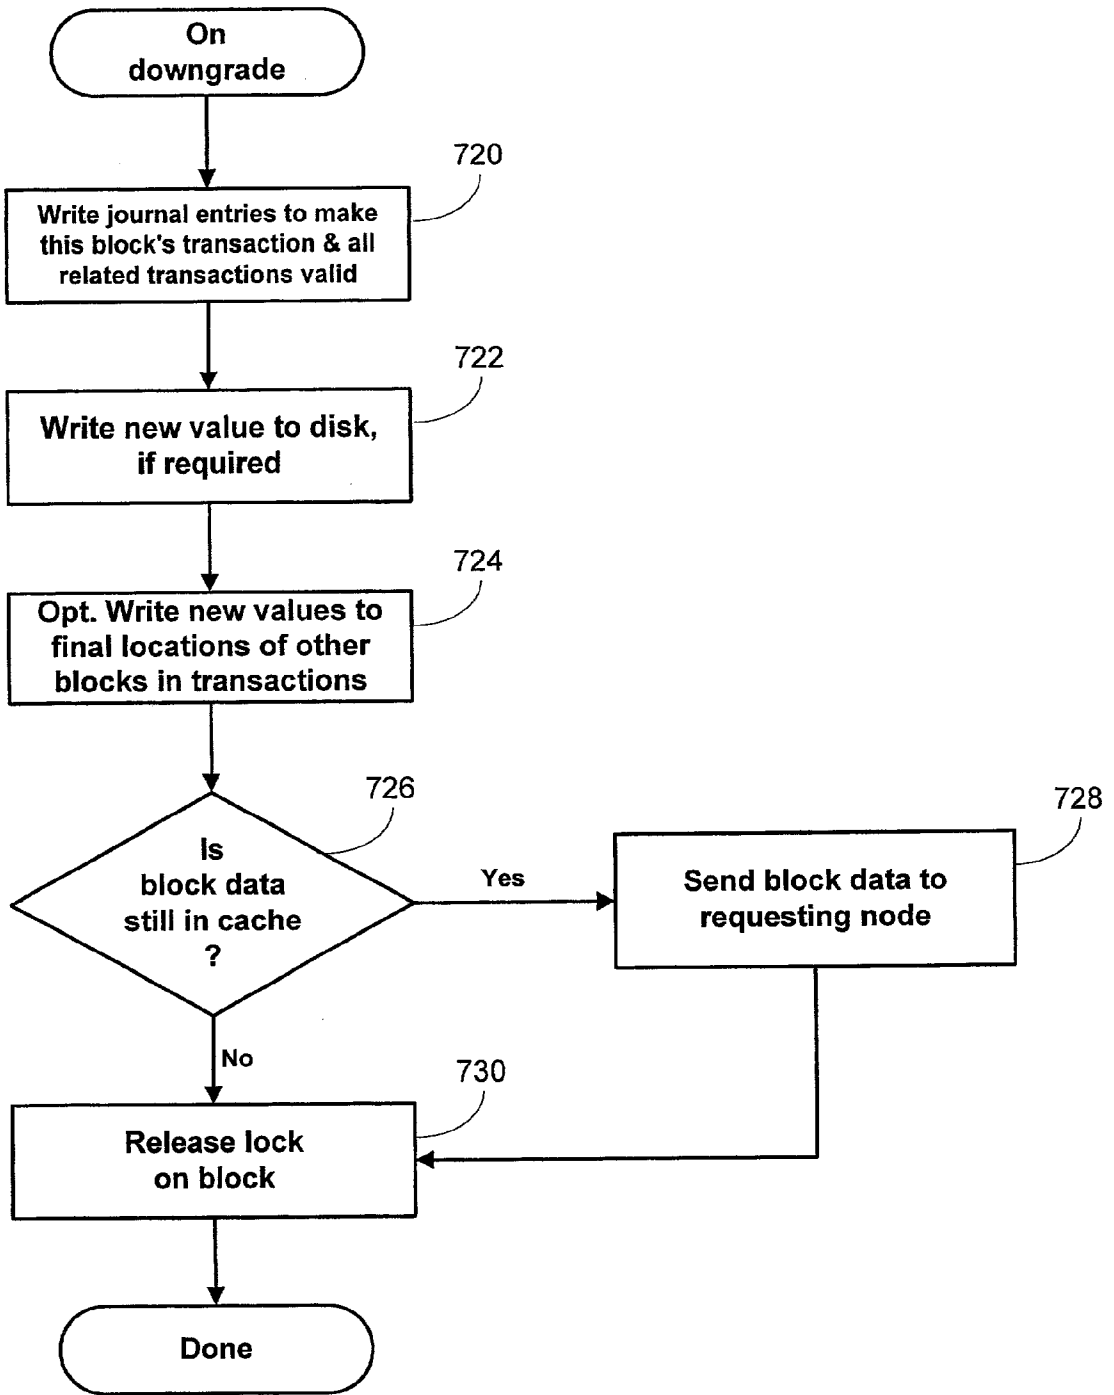 On
downgrade
720
Write journal entries to make
this block's transaction & all
related transactions valid
722
Write new value to disk,
if required
724
Opt. Write new values to
final locations of other
blocks in transactions
726
Is
block data
still in cache
?
Yes
728
Send block data to
requesting node
No
730
Release lock
on block
Done